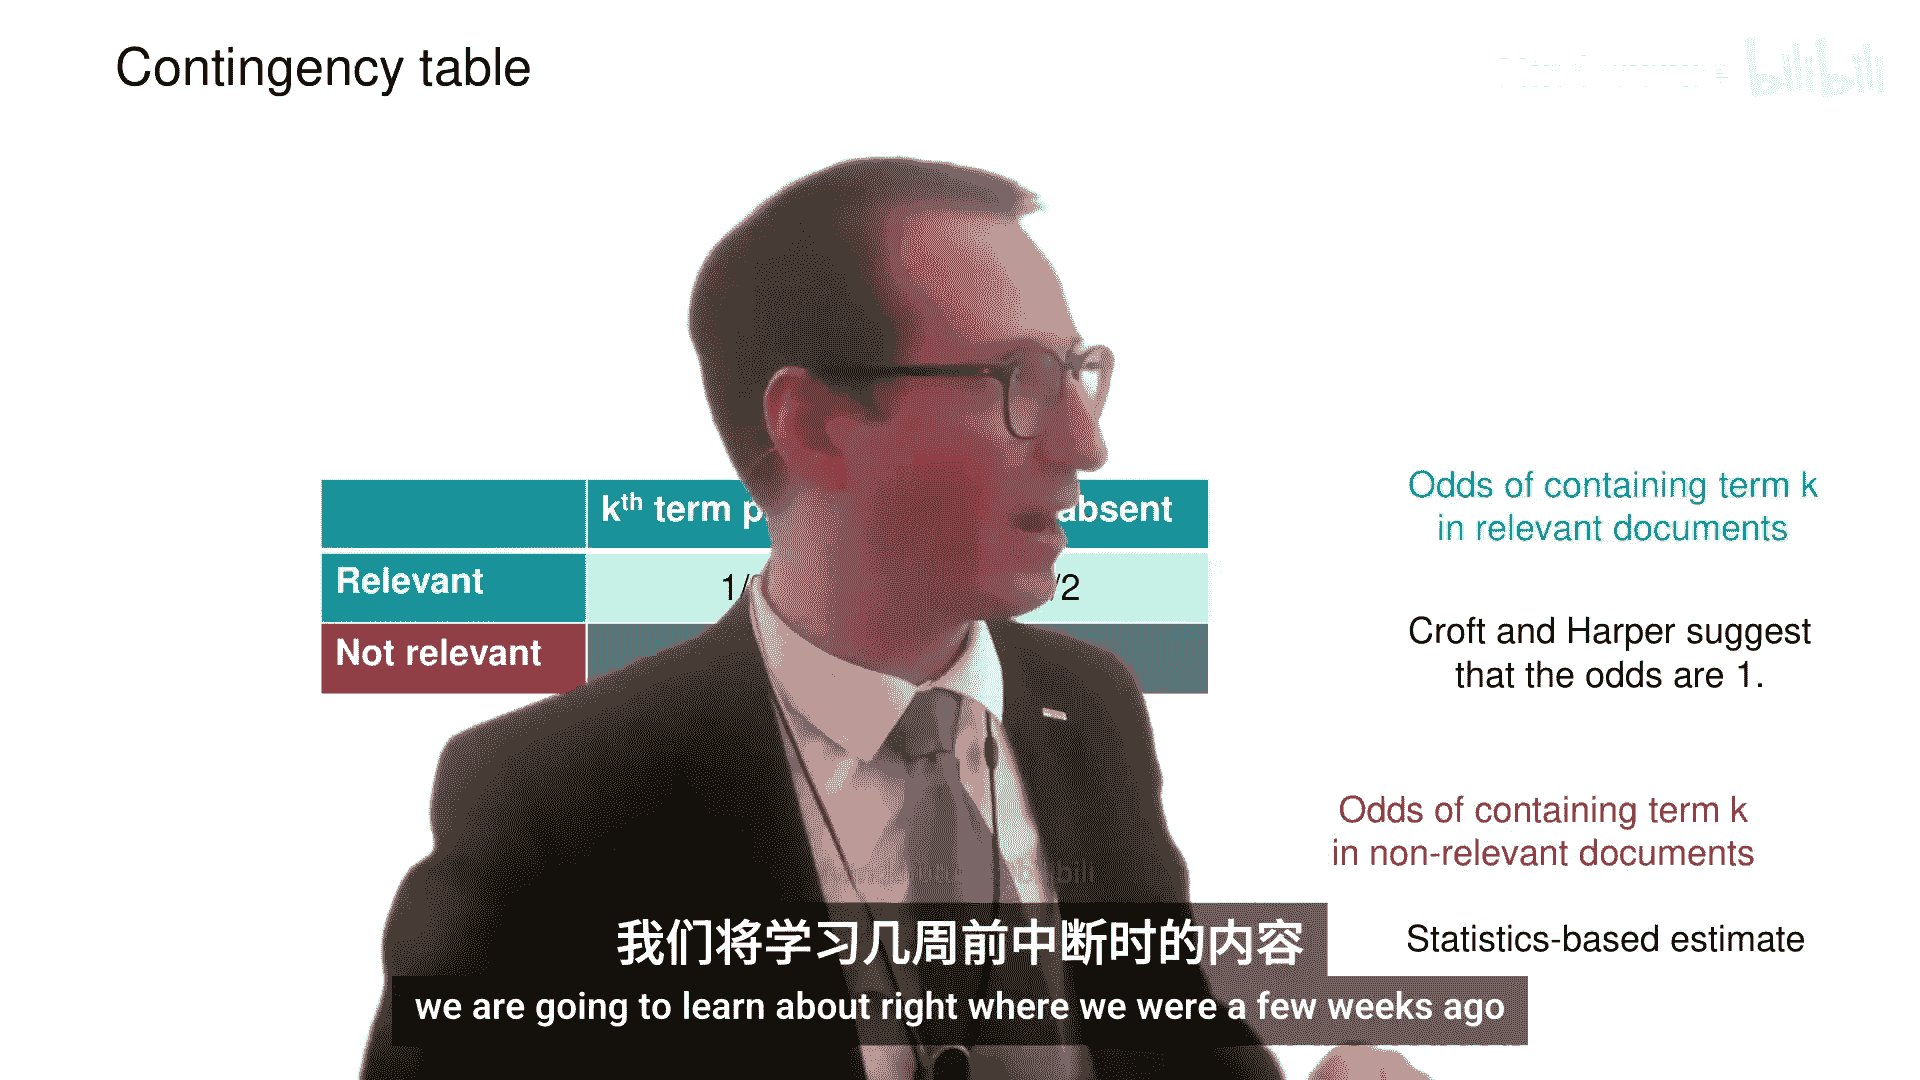 Contingency table
bilibili
kth term p
absent
Relevant
1/
/2
Not relevant
Odds of containing term k
in relevant documents
Croft and Harper suggest
that the odds are 1.
Odds of containing term k
in non-relevant documents
Statistics-based estimate
我们将学习几周前中断时的内容
we are going to learn about right where we were a few weeks ago